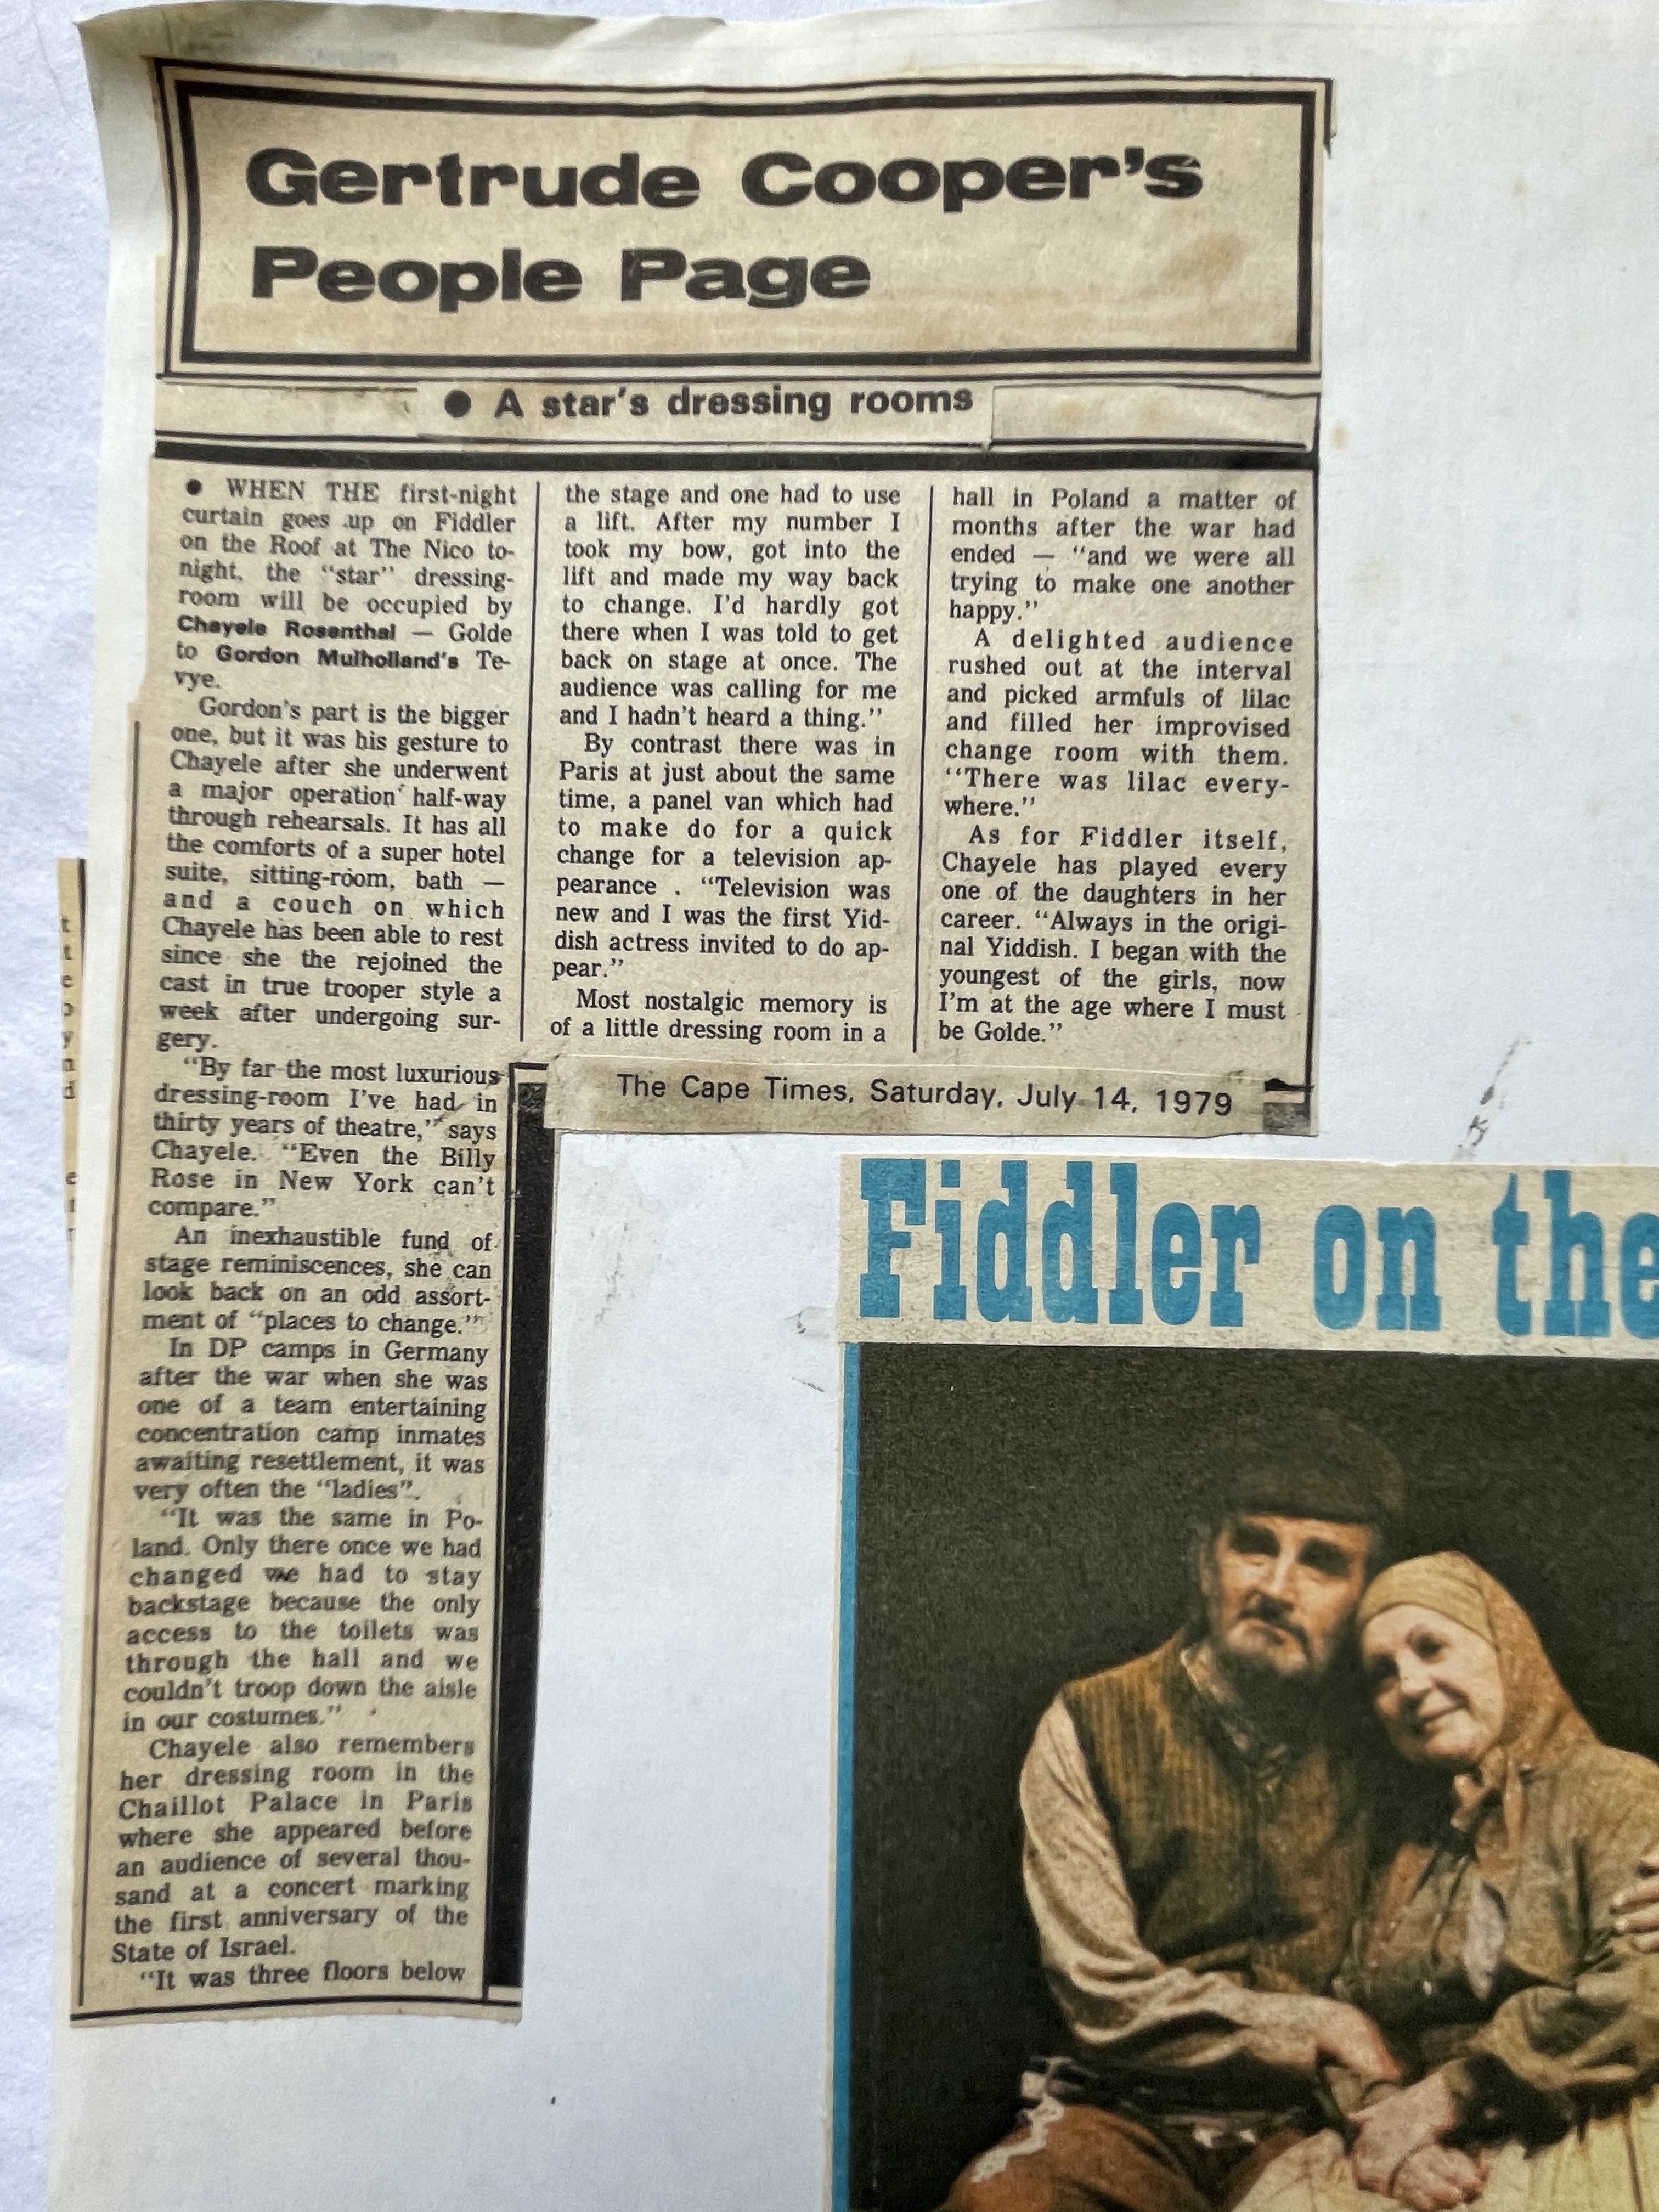 Gertrude Cooper's
People Page
● A star's dressing rooms
● WHEN THE first-night
curtain goes up on Fiddler
on the Roof at The Nico to-
night, the "star" dressing-
room will be occupied by
Chayele Rosenthal — Golde
to Gordon Mulholland's Te-
vye.
Gordon's part is the bigger
one, but it was his gesture to
Chayele after she underwent
a major operation half-way
through rehearsals. It has all
the comforts of a super hotel
suite, sitting-room, bath —
and a couch on which
Chayele has been able to rest
since she the rejoined the
cast in true trooper style a
week after undergoing sur-
gery.
"By far the most luxurious
dressing-room I've had in
thirty years of theatre," says
Chayele. "Even the Billy
Rose in New York can't
compare."
An inexhaustible fund of
stage reminiscences, she can
look back on an odd assort-
ment of "places to change."
In DP camps in Germany
after the war when she was
one of a team entertaining
concentration camp inmates
awaiting resettlement, it was
very often the "ladies".
"It was the same in Po-
land. Only there once we had
changed we had to stay
backstage because the only
access to the toilets was
through the hall and we
couldn't troop down the aisle
in our costumes."
Chayele also remembers
her dressing room in the
Chaillot Palace in Paris
where she appeared before
an audience of several thou-
sand at a concert marking
the first anniversary of the
State of Israel.
"It was three floors below
the stage and one had to use
a lift. After my number I
took my bow, got into the
lift and made my way back
to change. I'd hardly got
there when I was told to get
back on stage at once. The
audience was calling for me
and I hadn't heard a thing."
By contrast there was in
Paris at just about the same
time, a panel van which had
to make do for a quick
change for a television ap-
pearance . "Television was
new and I was the first Yid-
dish actress invited to do ap-
pear."
Most nostalgic memory is
of a little dressing room in a
hall in Poland a matter of
months after the war had
ended — "and we were all
trying to make one another
happy."
A delighted audience
rushed out at the interval
and picked armfuls of lilac
and filled her improvised
change room with them.
"There was lilac every-
where."
As for Fiddler itself,
Chayele has played every
one of the daughters in her
career. "Always in the origi-
nal Yiddish. I began with the
youngest of the girls, now
I'm at the age where I must
be Golde."
The Cape Times, Saturday, July 14, 1979
Fiddler on the